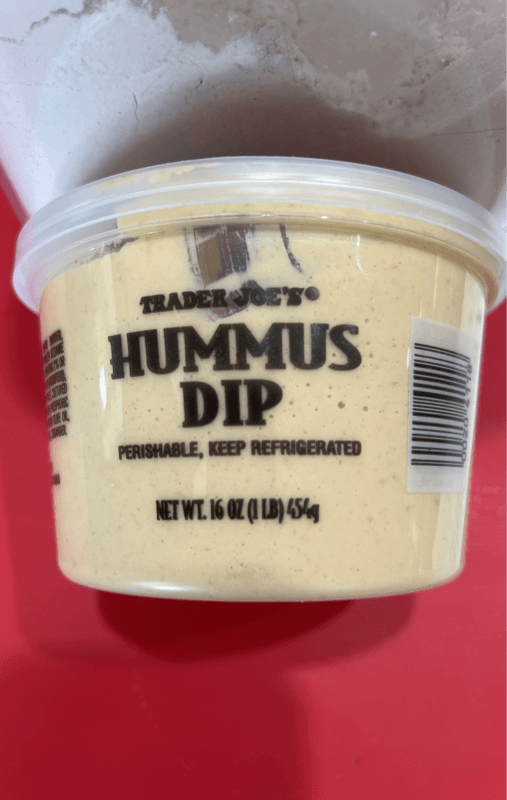 TRADER JOE'S®
HUMMUS
DIP
PERISHABLE, KEEP REFRIGERATED
NET WT. 16 OZ (1 LB) 454g